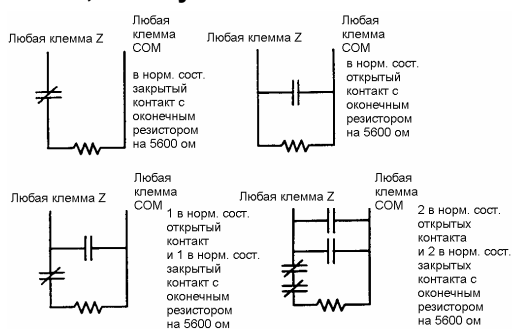 Любая клемма Z
Любая
клемма
COM
в норм. сост.
закрытый
контакт с
оконечным
резистором
на 5600 ом
Любая клемма Z
Любая
клемма
COM
в норм. сост.
открытый
контакт с
оконечным
резистором
на 5600 ом
Любая клемма Z
Любая
клемма
COM
1 в норм. сост.
открытый
контакт
и 1 в норм. сост.
закрытый
контакт с
оконечным
резистором
на 5600 ом
Любая клемма Z
Любая
клемма
COM
2 в норм. сост.
открытых
контакта
и 2 в норм. сост.
закрытых
контакта с
оконечным
резистором
на 5600 ом